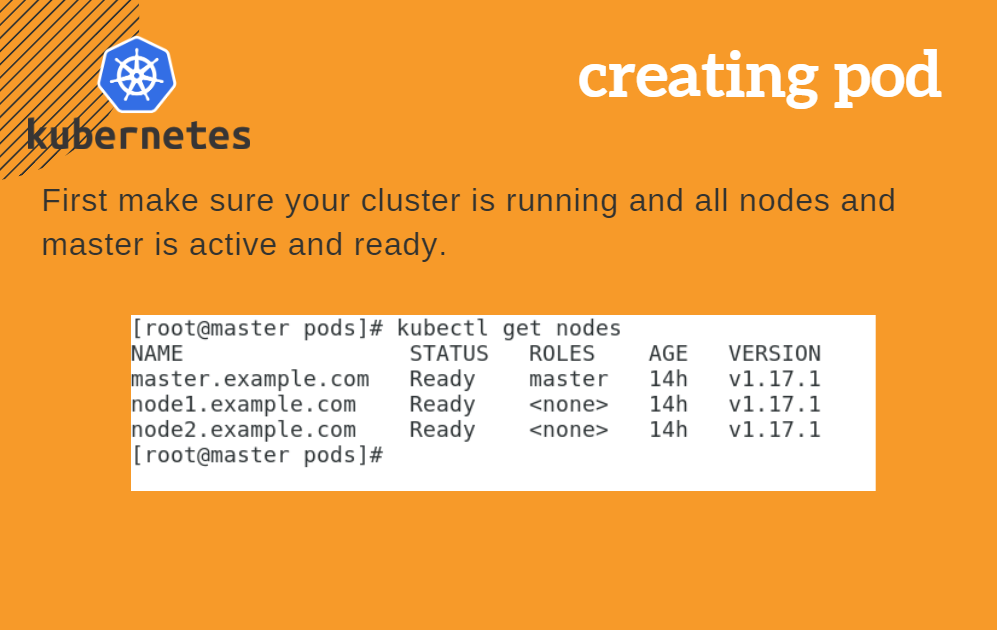 kubernetes
creating pod
First make sure your cluster is running and all nodes and
master is active and ready.
[root@master pods]# kubectl get nodes
NAME                 STATUS   ROLES    AGE   VERSION
master.example.com   Ready    master   14h   v1.17.1
node1.example.com    Ready    <none>   14h   v1.17.1
node2.example.com    Ready    <none>   14h   v1.17.1
[root@master pods]#